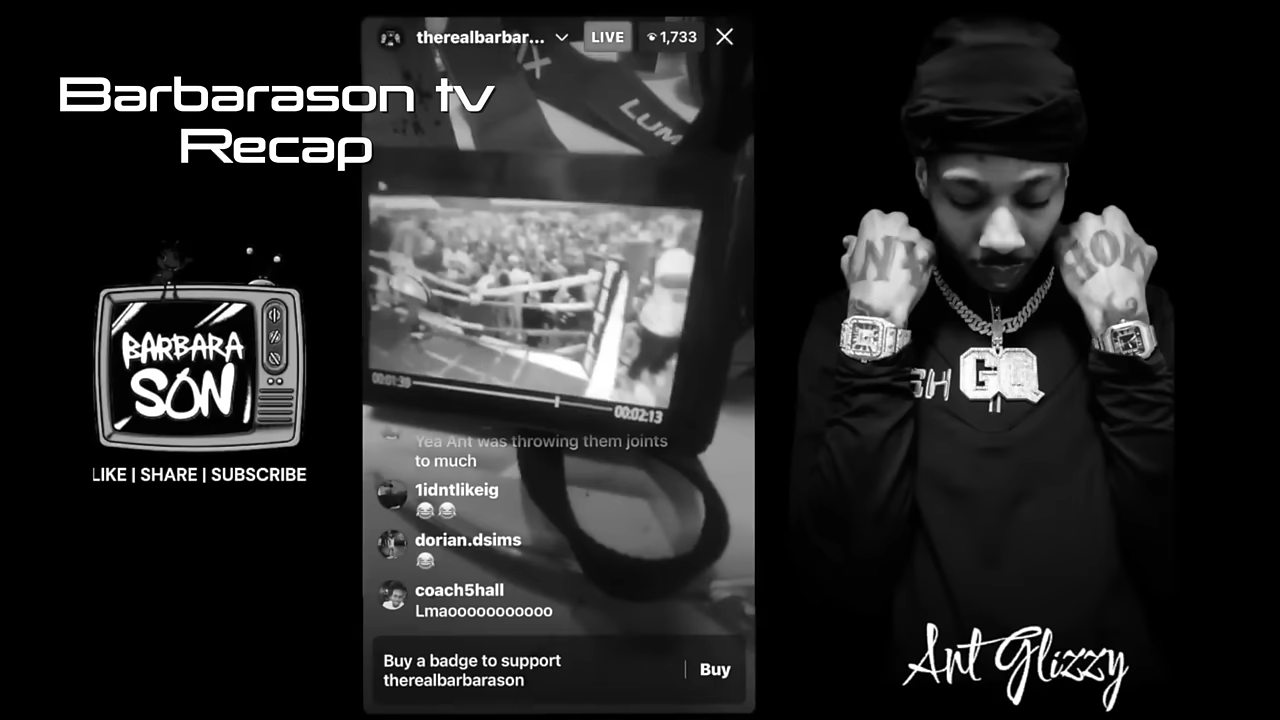 therealbarbar...
LIVE
1,733
Barbarason tv
Recap
X
LUM
BARBARA
SON
LIKE | SHARE | SUBSCRIBE
00:01:39
00:02:13
Yea Ant was throwing them joints
to much
1idntlikeig
😂😂
dorian.dsims
😂
coach5hall
Lmaooooooooooo
Buy a badge to support
therealbarbarason
Buy
GQ
Ant Glizzy